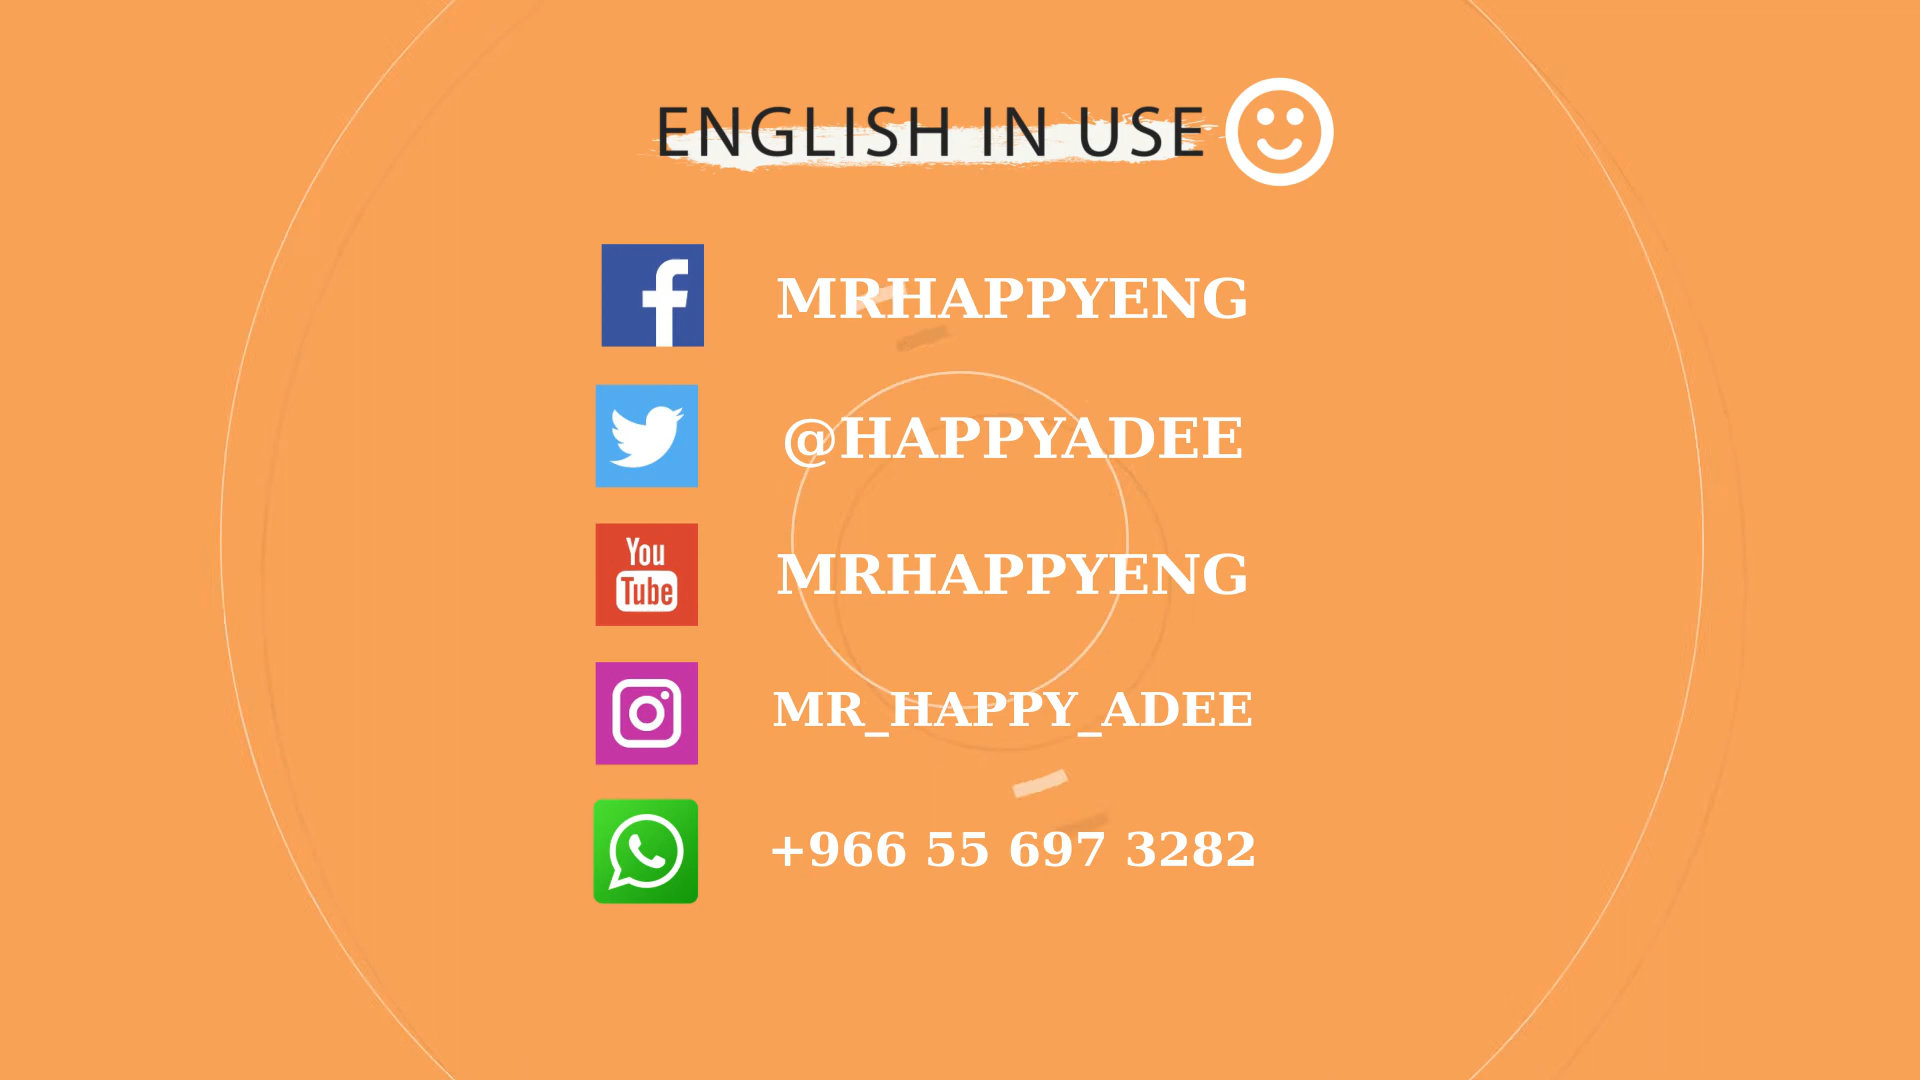 ENGLISH IN USE
MRHAPPYENG
@HAPPYADEE
You
Tube
MRHAPPYENG
MR_HAPPY_ADEE
+966 55 697 3282